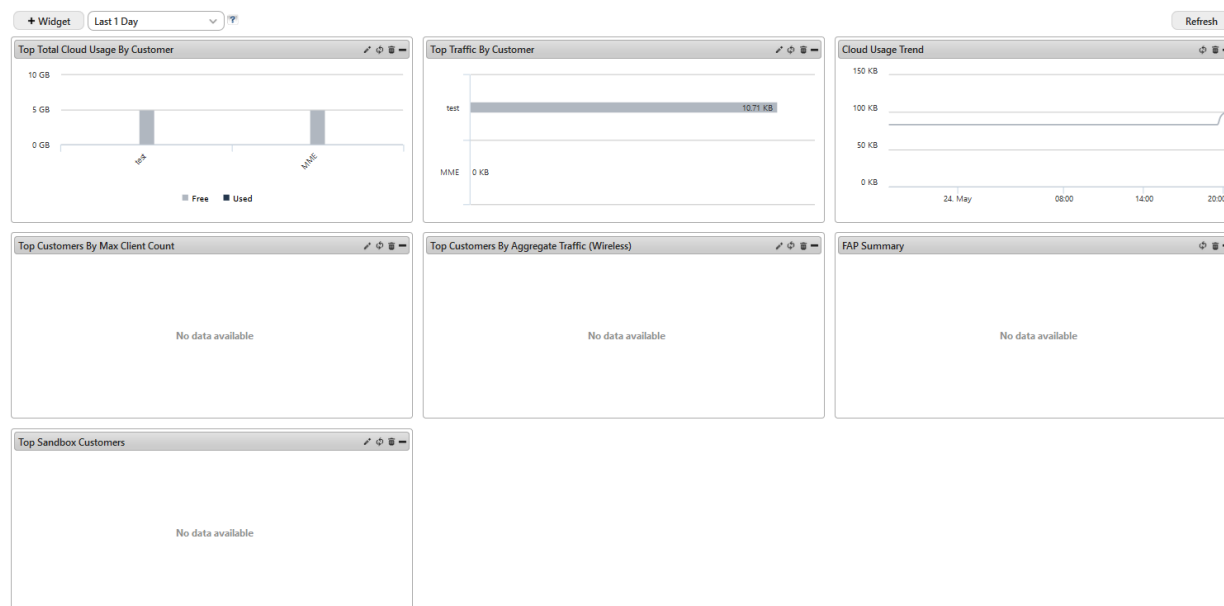 + Widget
Last 1 Day
?
Refresh
Top Total Cloud Usage By Customer
10 GB
5 GB
0 GB
test
MME
Free
Used
Top Traffic By Customer
test
10.71 KB
MME
0 KB
Cloud Usage Trend
150 KB
100 KB
50 KB
0 KB
24. May
08:00
14:00
20:00
Top Customers By Max Client Count
No data available
Top Customers By Aggregate Traffic (Wireless)
No data available
FAP Summary
No data available
Top Sandbox Customers
No data available